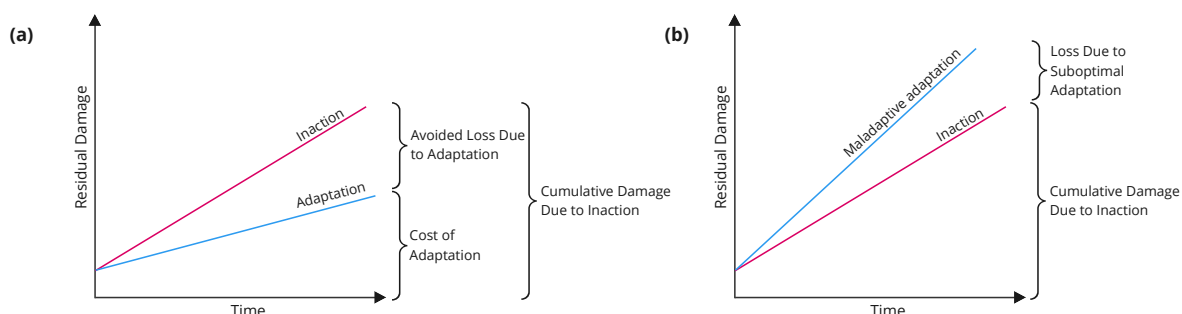 (a)
Residual Damage
Inaction
Adaptation
Time
Avoided Loss Due
to Adaptation
Cost of
Adaptation
Cumulative Damage
Due to Inaction
(b)
Residual Damage
Maladaptive adaptation
Inaction
Time
Loss Due to
Suboptimal
Adaptation
Cumulative Damage
Due to Inaction